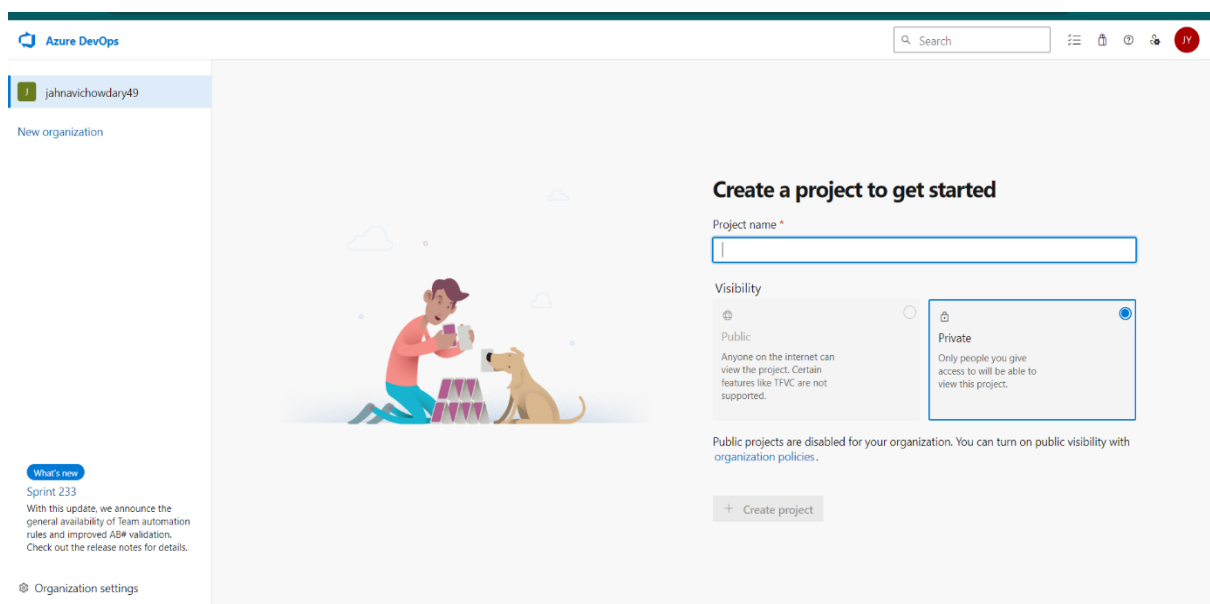 Azure DevOps
Search
JY
J
jahnavichowdary49
New organization
Create a project to get started
Project name *
Visibility
Public
Anyone on the internet can
view the project. Certain
features like TFVC are not
supported.
Private
Only people you give
access to will be able to
view this project.
Public projects are disabled for your organization. You can turn on public visibility with
organization policies.
+ Create project
What's new
Sprint 233
With this update, we announce the
general availability of Team automation
rules and improved AB# validation.
Check out the release notes for details.
Organization settings